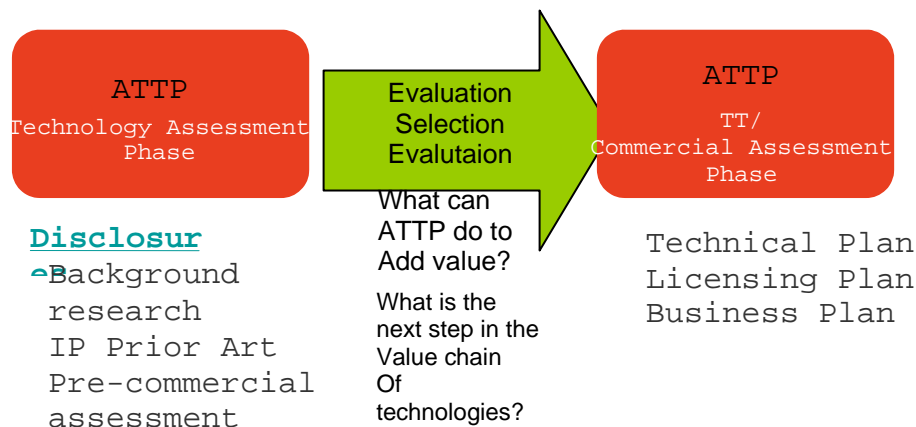 ATTP
Technology Assessment
Phase
Evaluation
Selection
Evalutaion
ATTP
TT/
Commercial Assessment
Phase
Disclosur
Background
research
IP Prior Art
Pre-commercial
assessment
What can
ATTP do to
Add value?
What is the
next step in the
Value chain
Of
technologies?
Technical Plan
Licensing Plan
Business Plan